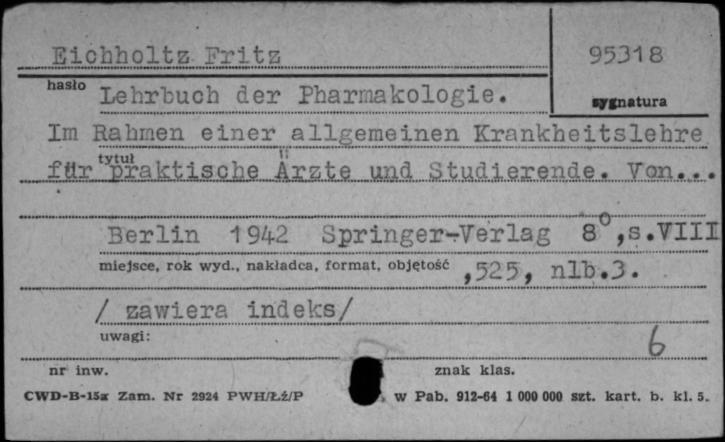 Eichholtz Fritz
95318
hasło
Lehrbuch der Pharmakologie.
sygnatura
Im Rahmen einer allgemeinen Krankheitslehre
tytuł
für praktische Ärzte und Studierende. Von...
Berlin 1942 Springer-Verlag 8⁰,s.VIII
miejsce, rok wyd., nakładca, format, objętość ,525, nlb.3.
/ zawiera indeks/
uwagi:
6
nr inw. znak klas.
CWD-B-15a Zam. Nr 2924 PWH/Łź/P w Pab. 912-64 1 000 000 szt. kart. b. kl. 5.